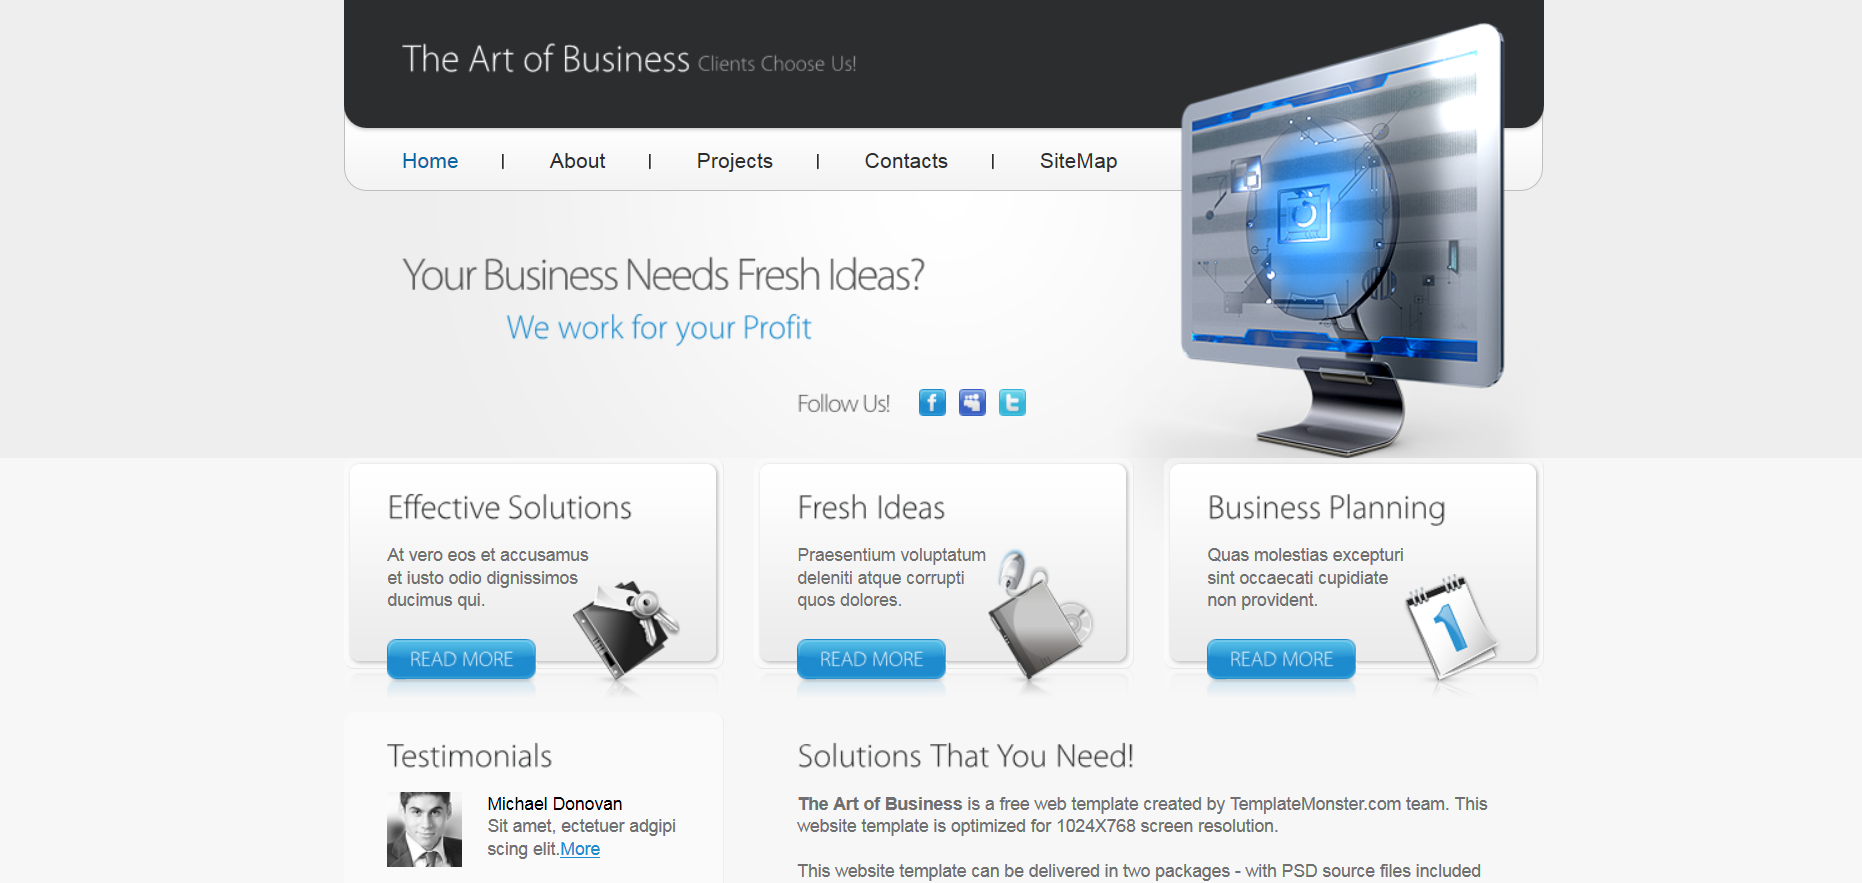 The Art of Business Clients Choose Us!
Home | About | Projects | Contacts | SiteMap
Your Business Needs Fresh Ideas?
We work for your Profit
Follow Us!
Effective Solutions
At vero eos et accusamus
et iusto odio dignissimos
ducimus qui.
READ MORE
Fresh Ideas
Praesentium voluptatum
deleniti atque corrupti
quos dolores.
READ MORE
Business Planning
Quas molestias excepturi
sint occaecati cupidiate
non provident.
1
READ MORE
Testimonials
Michael Donovan
Sit amet, ectetuer adgipi
scing elit.More
Solutions That You Need!
The Art of Business is a free web template created by TemplateMonster.com team. This
website template is optimized for 1024X768 screen resolution.
This website template can be delivered in two packages - with PSD source files included